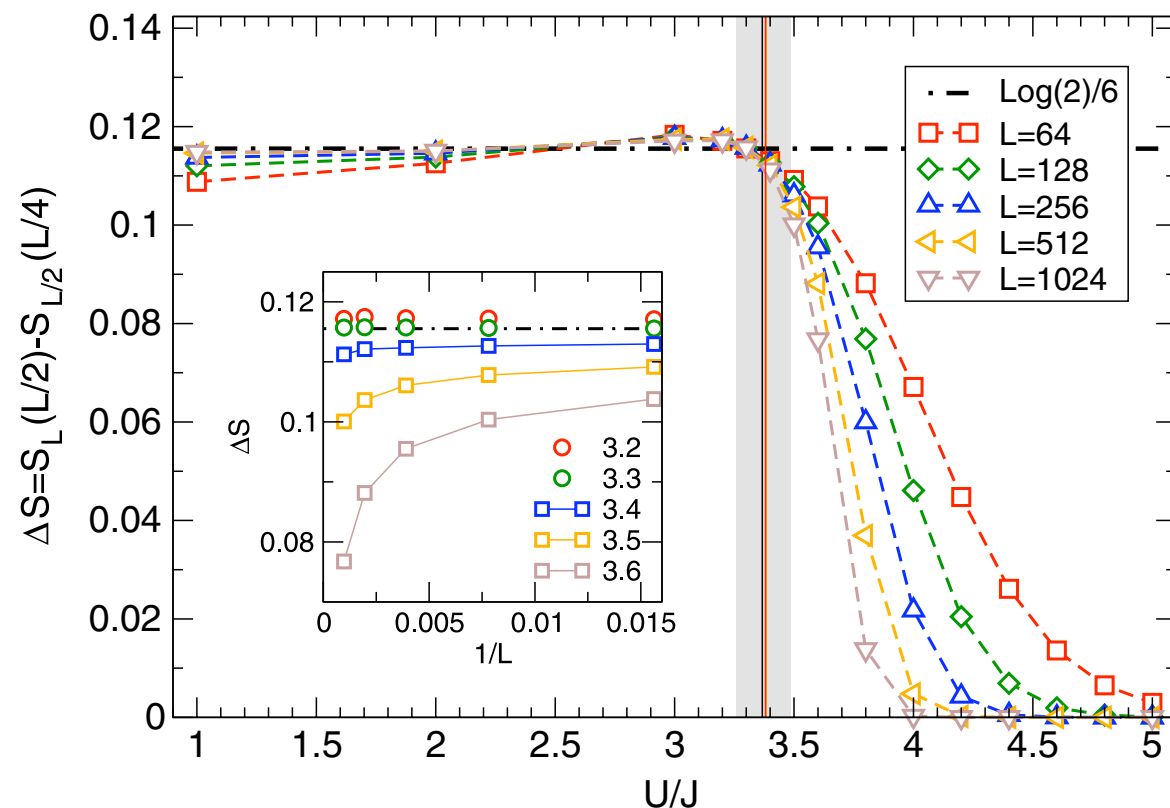 0.14
0.12
0.1
0.08
0.06
0.04
0.02
0
ΔS=S_L (L/2)-S_{L/2} (L/4)
Log(2)/6
L=64
L=128
L=256
L=512
L=1024
0.12
0.1
0.08
ΔS
3.2
3.3
3.4
3.5
3.6
0 0.005 0.01 0.015
1/L
1 1.5 2 2.5 3 3.5 4 4.5 5
U/J